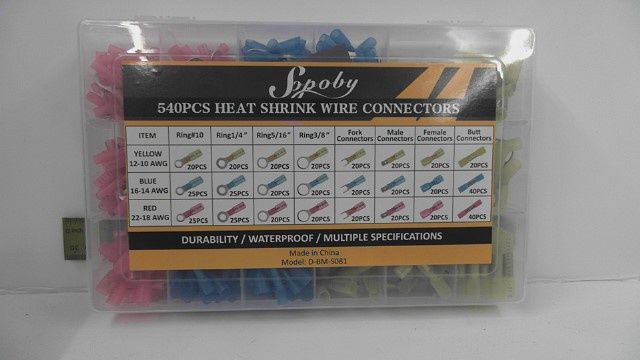 Sopoby
540PCS HEAT SHRINK WIRE CONNECTORS
ITEM Ring#10 Ring1/4" Ring5/16" Ring3/8" Fork Connectors Male Connectors Female Connectors Butt Connectors
YELLOW 12-10 AWG 20PCS 20PCS 20PCS 20PCS 20PCS 20PCS 20PCS 20PCS
BLUE 16-14 AWG 25PCS 25PCS 20PCS 20PCS 20PCS 20PCS 20PCS 40PCS
RED 22-18 AWG 25PCS 25PCS 20PCS 20PCS 20PCS 20PCS 20PCS 40PCS
DURABILITY / WATERPROOF / MULTIPLE SPECIFICATIONS
Made in China
Model: D-BM-S081